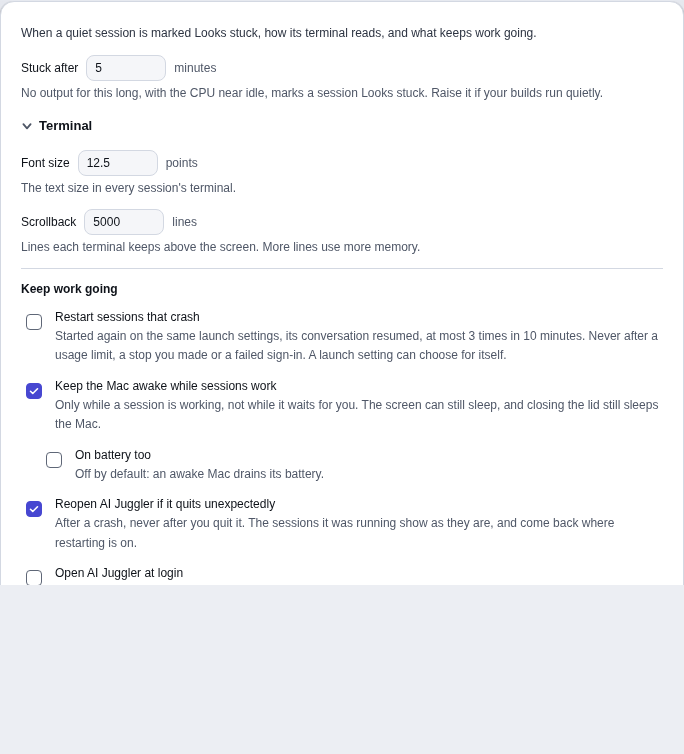 When a quiet session is marked Looks stuck, how its terminal reads, and what keeps work going.
Stuck after 5 minutes
No output for this long, with the CPU near idle, marks a session Looks stuck. Raise it if your builds run quietly.
Terminal
Font size 12.5 points
The text size in every session's terminal.
Scrollback 5000 lines
Lines each terminal keeps above the screen. More lines use more memory.
Keep work going
Restart sessions that crash
Started again on the same launch settings, its conversation resumed, at most 3 times in 10 minutes. Never after a
usage limit, a stop you made or a failed sign-in. A launch setting can choose for itself.
Keep the Mac awake while sessions work
Only while a session is working, not while it waits for you. The screen can still sleep, and closing the lid still sleeps
the Mac.
On battery too
Off by default: an awake Mac drains its battery.
Reopen AI Juggler if it quits unexpectedly
After a crash, never after you quit it. The sessions it was running show as they are, and come back where
restarting is on.
Open AI Juggler at login